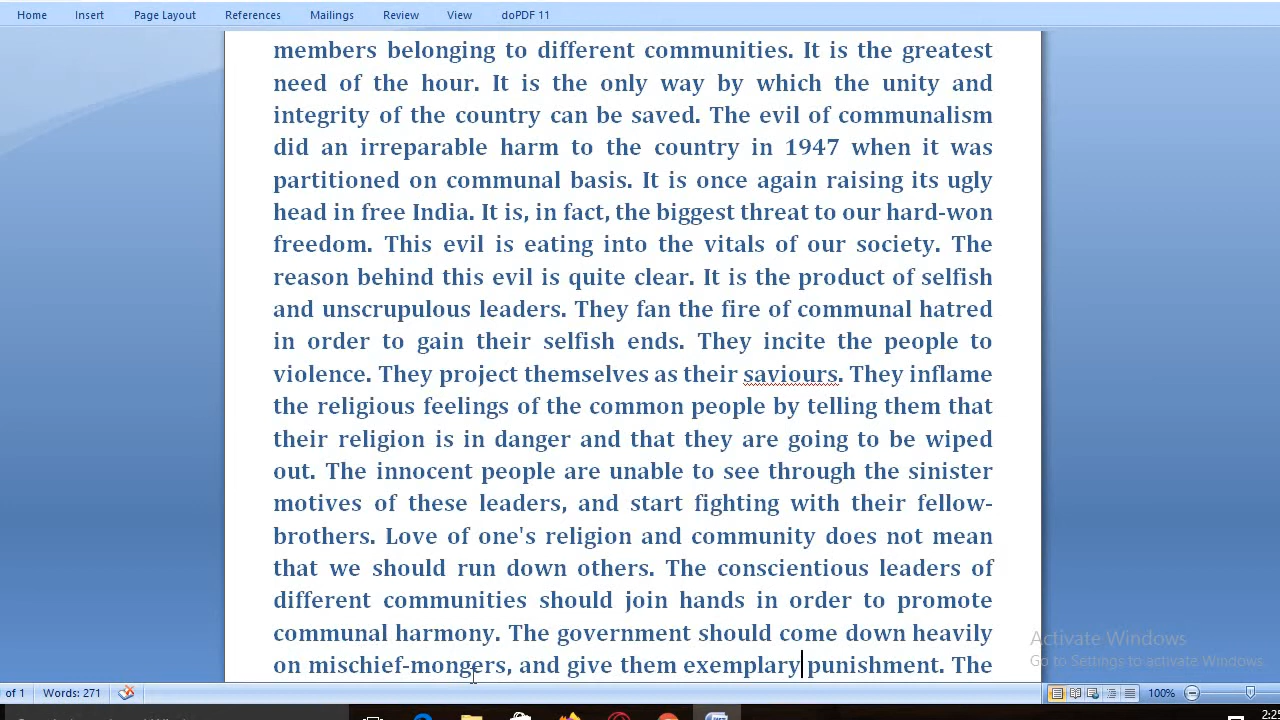 Home Insert Page Layout References Mailings Review View doPDF 11
members belonging to different communities. It is the greatest
need of the hour. It is the only way by which the unity and
integrity of the country can be saved. The evil of communalism
did an irreparable harm to the country in 1947 when it was
partitioned on communal basis. It is once again raising its ugly
head in free India. It is, in fact, the biggest threat to our hard-won
freedom. This evil is eating into the vitals of our society. The
reason behind this evil is quite clear. It is the product of selfish
and unscrupulous leaders. They fan the fire of communal hatred
in order to gain their selfish ends. They incite the people to
violence. They project themselves as their saviours. They inflame
the religious feelings of the common people by telling them that
their religion is in danger and that they are going to be wiped
out. The innocent people are unable to see through the sinister
motives of these leaders, and start fighting with their fellow-
brothers. Love of one's religion and community does not mean
that we should run down others. The conscientious leaders of
different communities should join hands in order to promote
communal harmony. The government should come down heavily
on mischief-mongers, and give them exemplary punishment. The
Activate Windows
Go to Settings to activate Windows.
of 1 Words: 271 100%